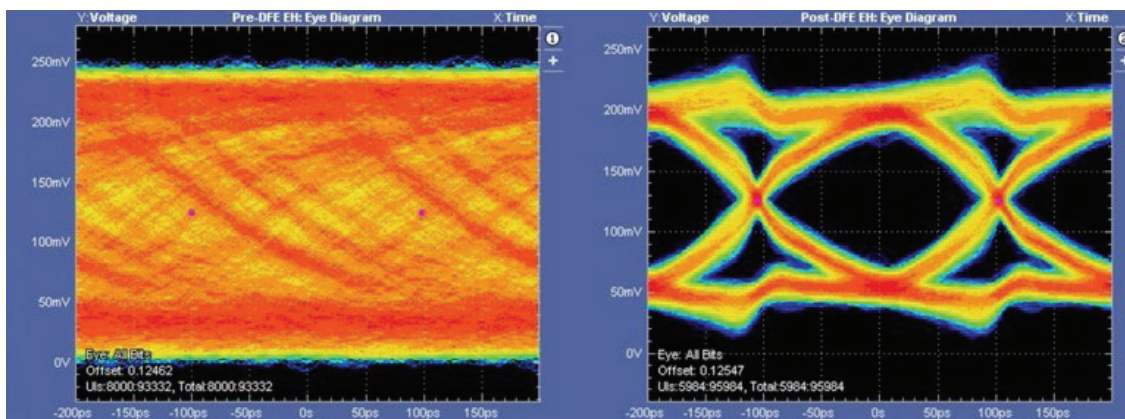 Y:Voltage Pre-DFE EH: Eye Diagram X:Time
250mV
200mV
150mV
100mV
50mV
0V
Eye: All Bits
Offset: 0.12462
UIs:8000:93332, Total:8000:93332
-200ps -150ps -100ps -50ps 0s 50ps 100ps 150ps
1
+
Y:Voltage Post-DFE EH: Eye Diagram X:Time
250mV
200mV
150mV
100mV
50mV
0V
Eye: All Bits
Offset: 0.12547
UIs:5984:95984, Total:5984:95984
-200ps -150ps -100ps -50ps 0s 50ps 100ps 150ps
2
+